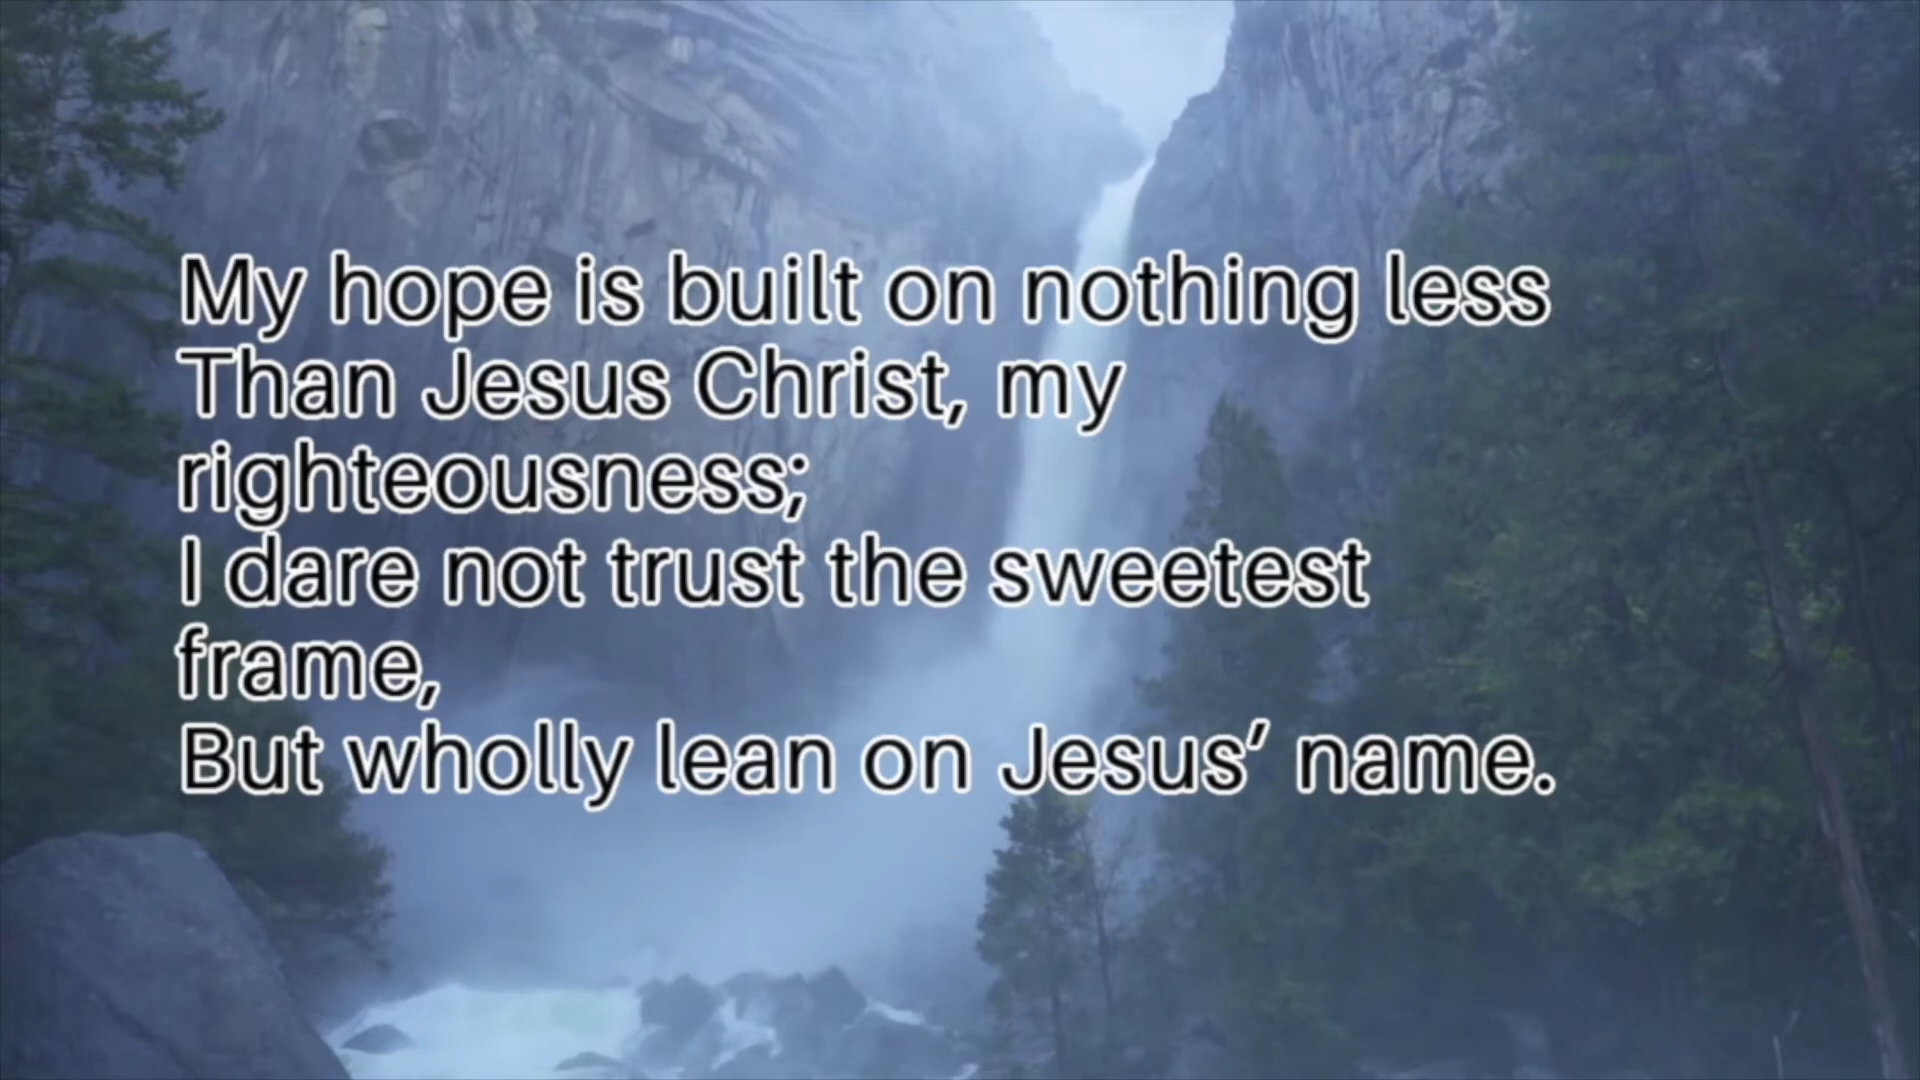 My hope is built on nothing less
Than Jesus Christ, my
righteousness;
I dare not trust the sweetest
frame,
But wholly lean on Jesus’ name.